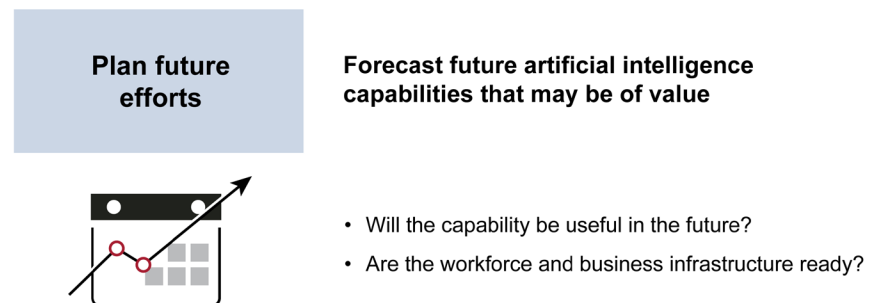 Plan future
efforts
Forecast future artificial intelligence
capabilities that may be of value
• Will the capability be useful in the future?
• Are the workforce and business infrastructure ready?